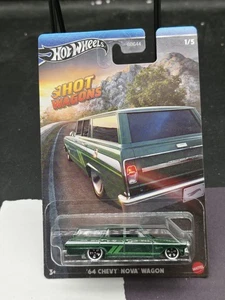 Hot Wheels
1/5
HOT
WAGONS
3+
'64 CHEVY NOVA WAGON